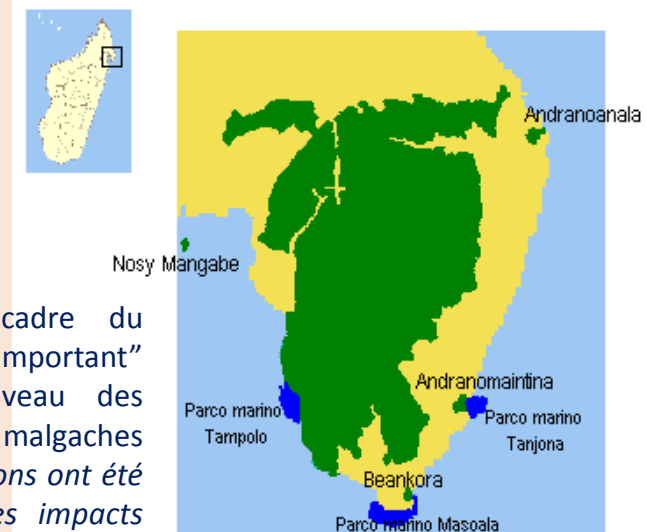 Andranoanala
Nosy Mangabe
Andranomaintina
Parco marino
Tampolo
Parco marino
Tanjona
Beankora
Parco marino Masoala
cadre du
mportant”
veau des
malgaches
ons ont été
es impacts